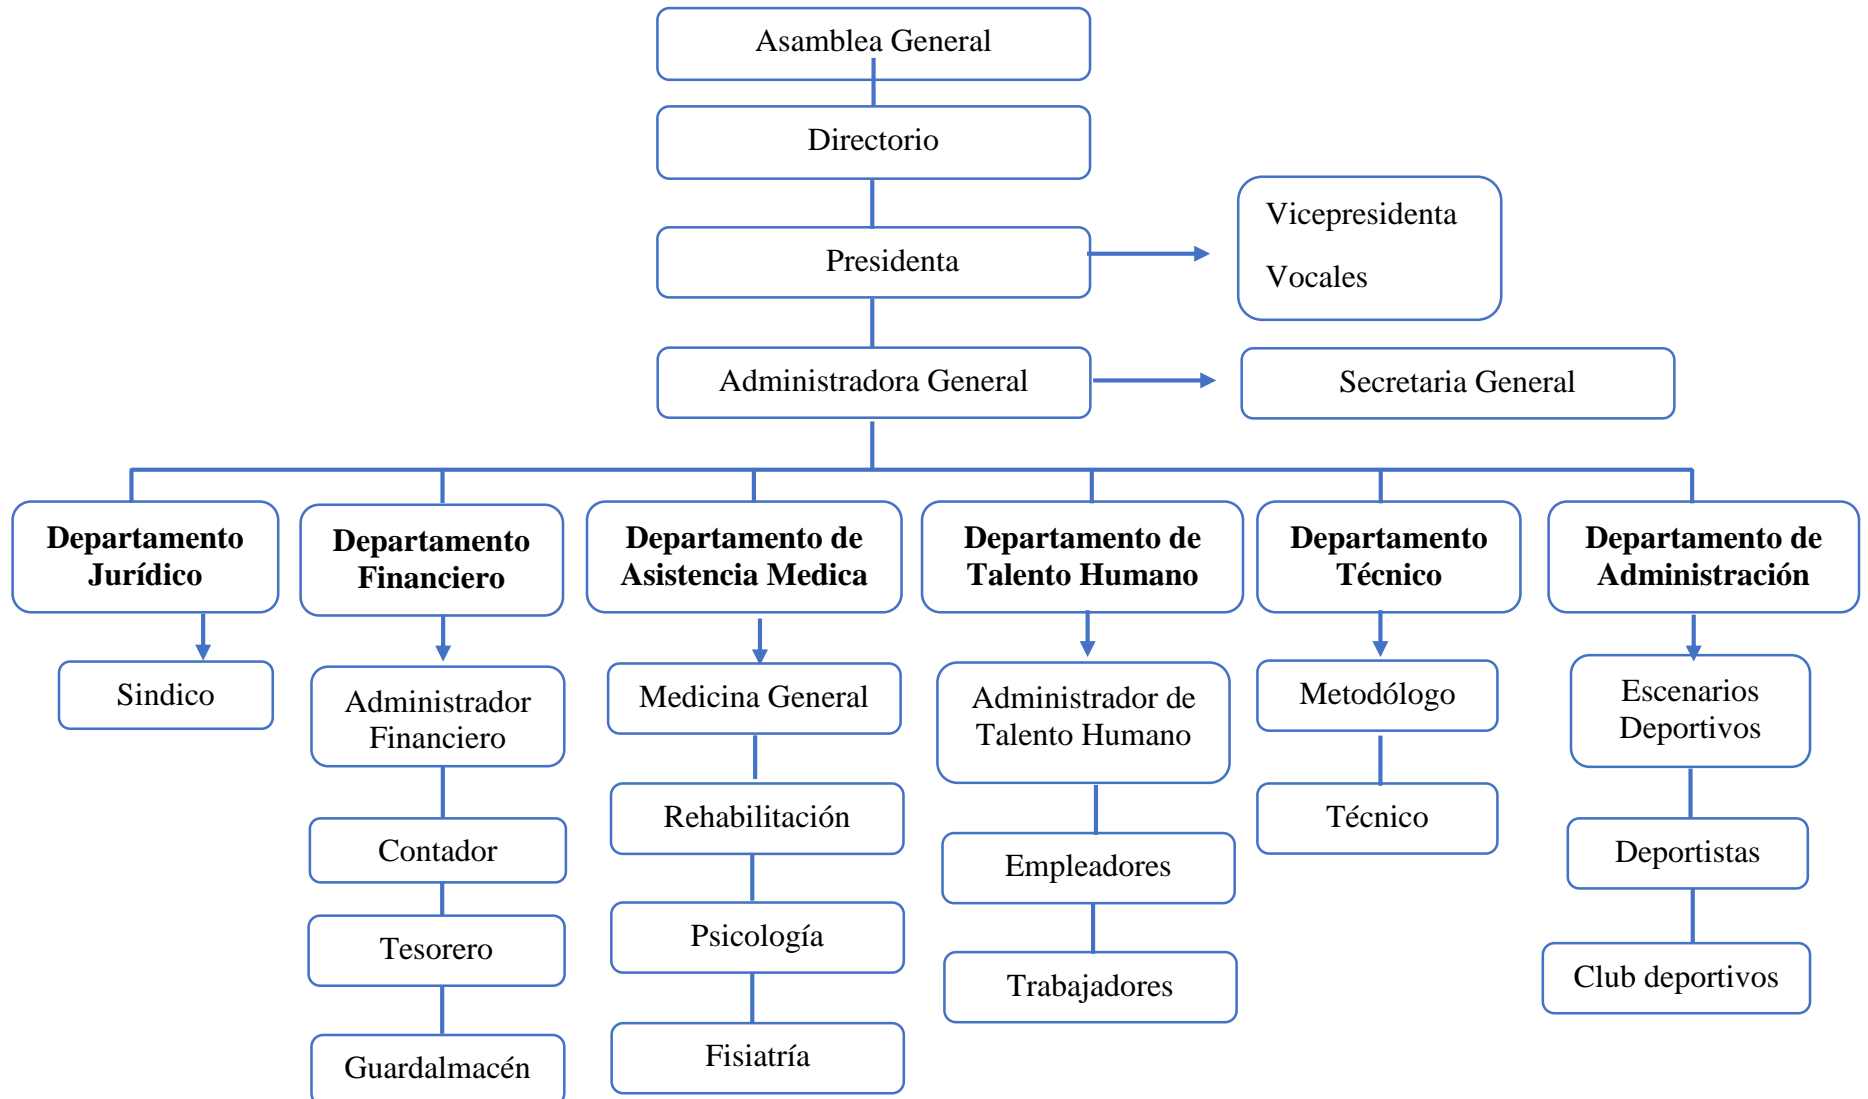 Asamblea General
Directorio
Presidenta
Vicepresidenta
Vocales
Administradora General
Secretaria General
Departamento
Jurídico
Sindico
Departamento
Financiero
Administrador
Financiero
Contador
Tesorero
Guardalmacén
Departamento de
Asistencia Medica
Medicina General
Rehabilitación
Psicología
Fisiatría
Departamento de
Talento Humano
Administrador de
Talento Humano
Empleadores
Trabajadores
Departamento
Técnico
Metodólogo
Técnico
Departamento de
Administración
Escenarios
Deportivos
Deportistas
Club deportivos